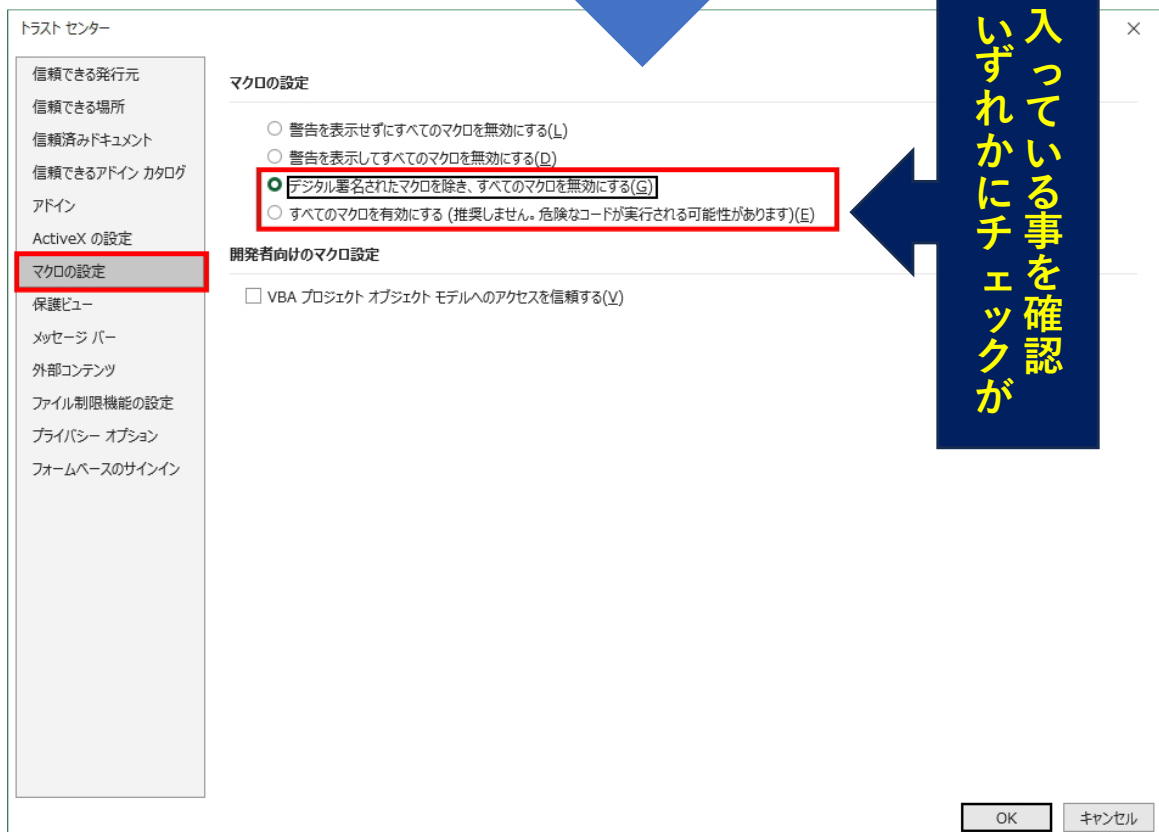 トラスト センター
信頼できる発行元
信頼できる場所
信頼済みドキュメント
信頼できるアドイン カタログ
アドイン
ActiveX の設定
マクロの設定
保護ビュー
メッセージ バー
外部コンテンツ
ファイル制限機能の設定
プライバシー オプション
フォームベースのサインイン
マクロの設定
警告を表示せずにすべてのマクロを無効にする(L)
警告を表示してすべてのマクロを無効にする(D)
デジタル署名されたマクロを除き、すべてのマクロを無効にする(G)
すべてのマクロを有効にする (推奨しません。危険なコードが実行される可能性があります)(E)
開発者向けのマクロ設定
VBA プロジェクト オブジェクト モデルへのアクセスを信頼する(V)
入っている事を確認
いずれかにチェックが
OK
キャンセル